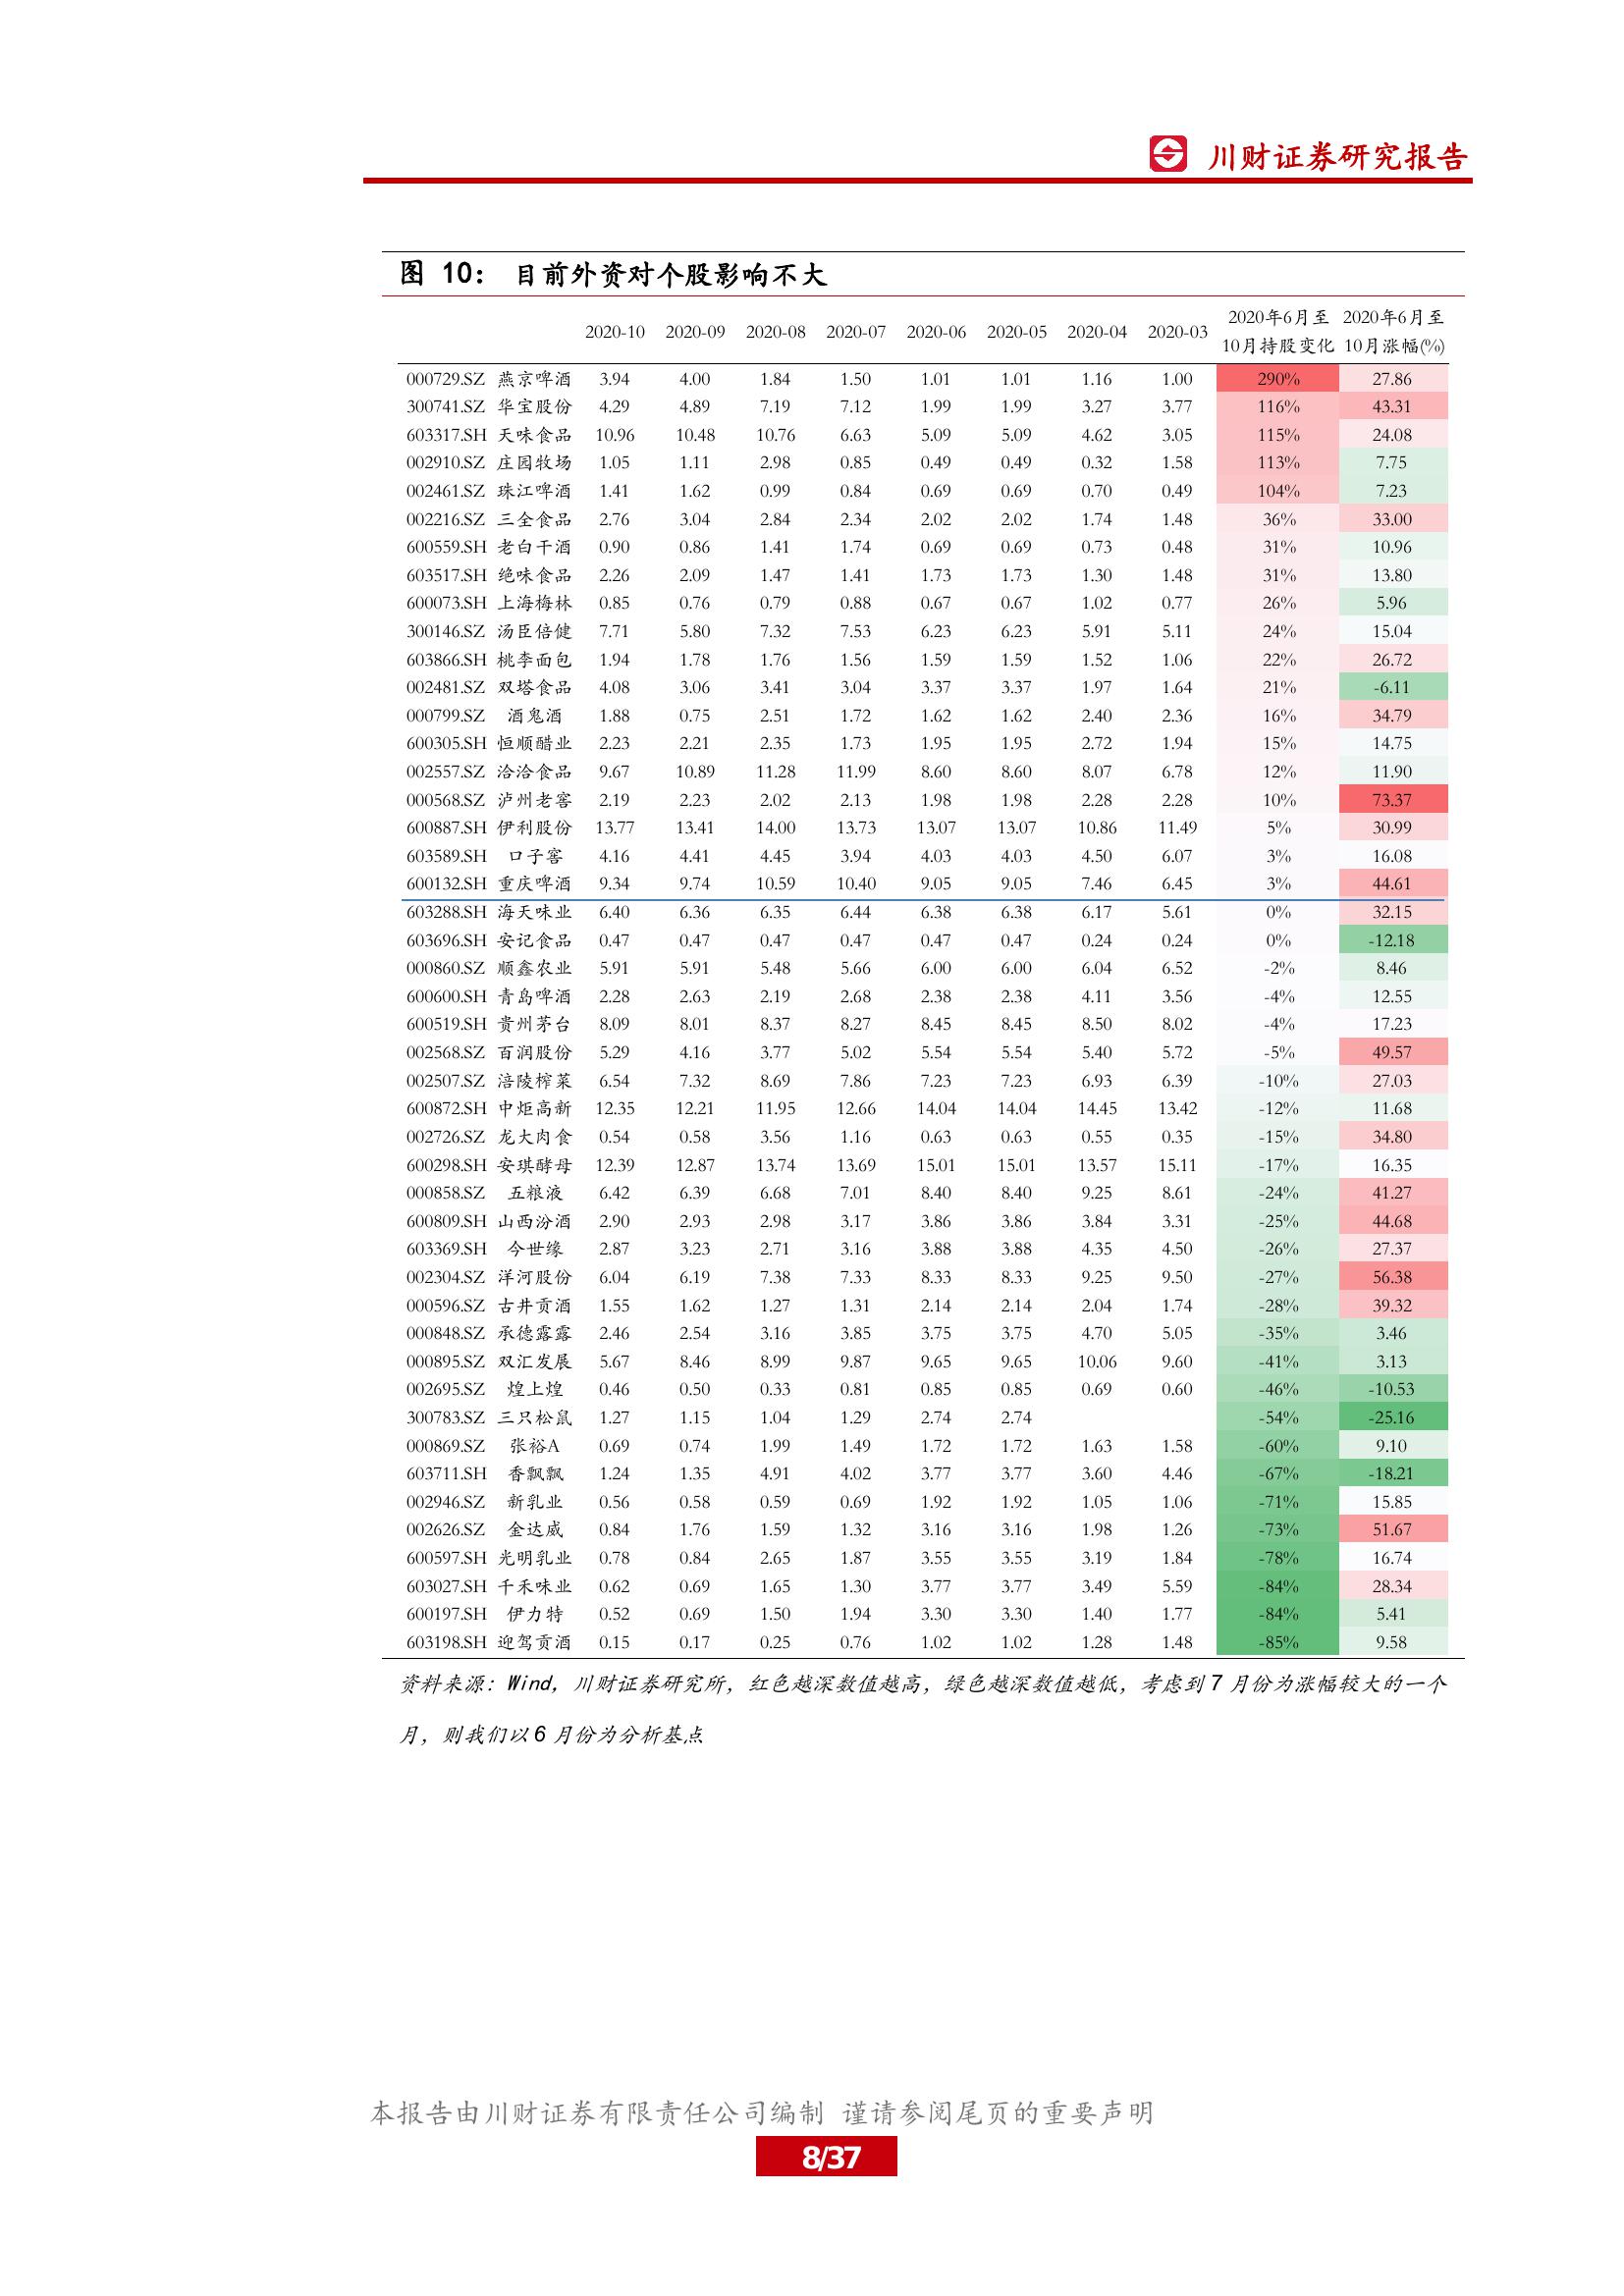 川财证券研究报告
图 10： 目前外资对个股影响不大
2020-10 2020-09 2020-08 2020-07 2020-06 2020-05 2020-04 2020-03 2020年6月至10月持股变化 2020年6月至10月涨幅(%)
000729.SZ 燕京啤酒 3.94 4.00 1.84 1.50 1.01 1.01 1.16 1.00 290% 27.86
300741.SZ 华宝股份 4.29 4.89 7.19 7.12 1.99 1.99 3.27 3.77 116% 43.31
603317.SH 天味食品 10.96 10.48 10.76 6.63 5.09 5.09 4.62 3.05 115% 24.08
002910.SZ 庄园牧场 1.05 1.11 2.98 0.85 0.49 0.49 0.32 1.58 113% 7.75
002461.SZ 珠江啤酒 1.41 1.62 0.99 0.84 0.69 0.69 0.70 0.49 104% 7.23
002216.SZ 三全食品 2.76 3.04 2.84 2.34 2.02 2.02 1.74 1.48 36% 33.00
600559.SH 老白干酒 0.90 0.86 1.41 1.74 0.69 0.69 0.73 0.48 31% 10.96
603517.SH 绝味食品 2.26 2.09 1.47 1.41 1.73 1.73 1.30 1.48 31% 13.80
600073.SH 上海梅林 0.85 0.76 0.79 0.88 0.67 0.67 1.02 0.77 26% 5.96
300146.SZ 汤臣倍健 7.71 5.80 7.32 7.53 6.23 6.23 5.91 5.11 24% 15.04
603866.SH 桃李面包 1.94 1.78 1.76 1.56 1.59 1.59 1.52 1.06 22% 26.72
002481.SZ 双塔食品 4.08 3.06 3.41 3.04 3.37 3.37 1.97 1.64 21% -6.11
000799.SZ 酒鬼酒 1.88 0.75 2.51 1.72 1.62 1.62 2.40 2.36 16% 34.79
600305.SH 恒顺醋业 2.23 2.21 2.35 1.73 1.95 1.95 2.72 1.94 15% 14.75
002557.SZ 洽洽食品 9.67 10.89 11.28 11.99 8.60 8.60 8.07 6.78 12% 11.90
000568.SZ 泸州老窖 2.19 2.23 2.02 2.13 1.98 1.98 2.28 2.28 10% 73.37
600887.SH 伊利股份 13.77 13.41 14.00 13.73 13.07 13.07 10.86 11.49 5% 30.99
603589.SH 口子窖 4.16 4.41 4.45 3.94 4.03 4.03 4.50 6.07 3% 16.08
600132.SH 重庆啤酒 9.34 9.74 10.59 10.40 9.05 9.05 7.46 6.45 3% 44.61
603288.SH 海天味业 6.40 6.36 6.35 6.44 6.38 6.38 6.17 5.61 0% 32.15
603696.SH 安记食品 0.47 0.47 0.47 0.47 0.47 0.47 0.24 0.24 0% -12.18
000860.SZ 顺鑫农业 5.91 5.91 5.48 5.66 6.00 6.00 6.04 6.52 -2% 8.46
600600.SH 青岛啤酒 2.28 2.63 2.19 2.68 2.38 2.38 4.11 3.56 -4% 12.55
600519.SH 贵州茅台 8.09 8.01 8.37 8.27 8.45 8.45 8.50 8.02 -4% 17.23
002568.SZ 百润股份 5.29 4.16 3.77 5.02 5.54 5.54 5.40 5.72 -5% 49.57
002507.SZ 涪陵榨菜 6.54 7.32 8.69 7.86 7.23 7.23 6.93 6.39 -10% 27.03
600872.SH 中炬高新 12.35 12.21 11.95 12.66 14.04 14.04 14.45 13.42 -12% 11.68
002726.SZ 龙大肉食 0.54 0.58 3.56 1.16 0.63 0.63 0.55 0.35 -15% 34.80
600298.SH 安琪酵母 12.39 12.87 13.74 13.69 15.01 15.01 13.57 15.11 -17% 16.35
000858.SZ 五粮液 6.42 6.39 6.68 7.01 8.40 8.40 9.25 8.61 -24% 41.27
600809.SH 山西汾酒 2.90 2.93 2.98 3.17 3.86 3.86 3.84 3.31 -25% 44.68
603369.SH 今世缘 2.87 3.23 2.71 3.16 3.88 3.88 4.35 4.50 -26% 27.37
002304.SZ 洋河股份 6.04 6.19 7.38 7.33 8.33 8.33 9.25 9.50 -27% 56.38
000596.SZ 古井贡酒 1.55 1.62 1.27 1.31 2.14 2.14 2.04 1.74 -28% 39.32
000848.SZ 承德露露 2.46 2.54 3.16 3.85 3.75 3.75 4.70 5.05 -35% 3.46
000895.SZ 双汇发展 5.67 8.46 8.99 9.87 9.65 9.65 10.06 9.60 -41% 3.13
002695.SZ 煌上煌 0.46 0.50 0.33 0.81 0.85 0.85 0.69 0.60 -46% -10.53
300783.SZ 三只松鼠 1.27 1.15 1.04 1.29 2.74 2.74 -54% -25.16
000869.SZ 张裕A 0.69 0.74 1.99 1.49 1.72 1.72 1.63 1.58 -60% 9.10
603711.SH 香飘飘 1.24 1.35 4.91 4.02 3.77 3.77 3.60 4.46 -67% -18.21
002946.SZ 新乳业 0.56 0.58 0.59 0.69 1.92 1.92 1.05 1.06 -71% 15.85
002626.SZ 金达威 0.84 1.76 1.59 1.32 3.16 3.16 1.98 1.26 -73% 51.67
600597.SH 光明乳业 0.78 0.84 2.65 1.87 3.55 3.55 3.19 1.84 -78% 16.74
603027.SH 千禾味业 0.62 0.69 1.65 1.30 3.77 3.77 3.49 5.59 -84% 28.34
600197.SH 伊力特 0.52 0.69 1.50 1.94 3.30 3.30 1.40 1.77 -84% 5.41
603198.SH 迎驾贡酒 0.15 0.17 0.25 0.76 1.02 1.02 1.28 1.48 -85% 9.58
资料来源：Wind，川财证券研究所，红色越深数值越高，绿色越深数值越低，考虑到 7 月份为涨幅较大的一个
月，则我们以 6 月份为分析基点
本报告由川财证券有限责任公司编制 谨请参阅尾页的重要声明
8/37